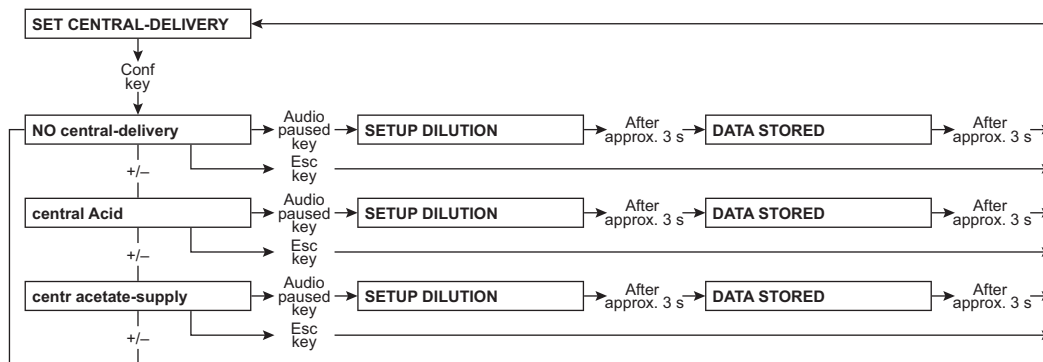 SET CENTRAL-DELIVERY
Conf
key
NO central-delivery
Audio
paused
key
SETUP DILUTION
After
approx. 3 s
DATA STORED
After
approx. 3 s
Esc
key
+/–
central Acid
Audio
paused
key
SETUP DILUTION
After
approx. 3 s
DATA STORED
After
approx. 3 s
Esc
key
+/–
centr acetate-supply
Audio
paused
key
SETUP DILUTION
After
approx. 3 s
DATA STORED
After
approx. 3 s
Esc
key
+/–